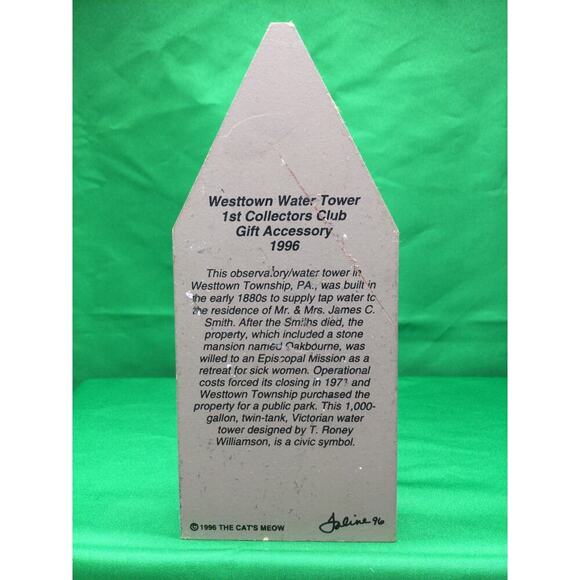 Westtown Water Tower
1st Collectors Club
Gift Accessory
1996
This observatory/water tower in
Westtown Township, PA., was built in
the early 1880s to supply tap water to
the residence of Mr. & Mrs. James C.
Smith. After the Smiths died, the
property, which included a stone
mansion named Oakbourne, was
willed to an Episcopal Mission as a
retreat for sick women. Operational
costs forced its closing in 1971 and
Westtown Township purchased the
property for a public park. This 1,000-
gallon, twin-tank, Victorian water
tower designed by T. Roney
Williamson, is a civic symbol.
© 1996 THE CAT'S MEOW
Faline 96